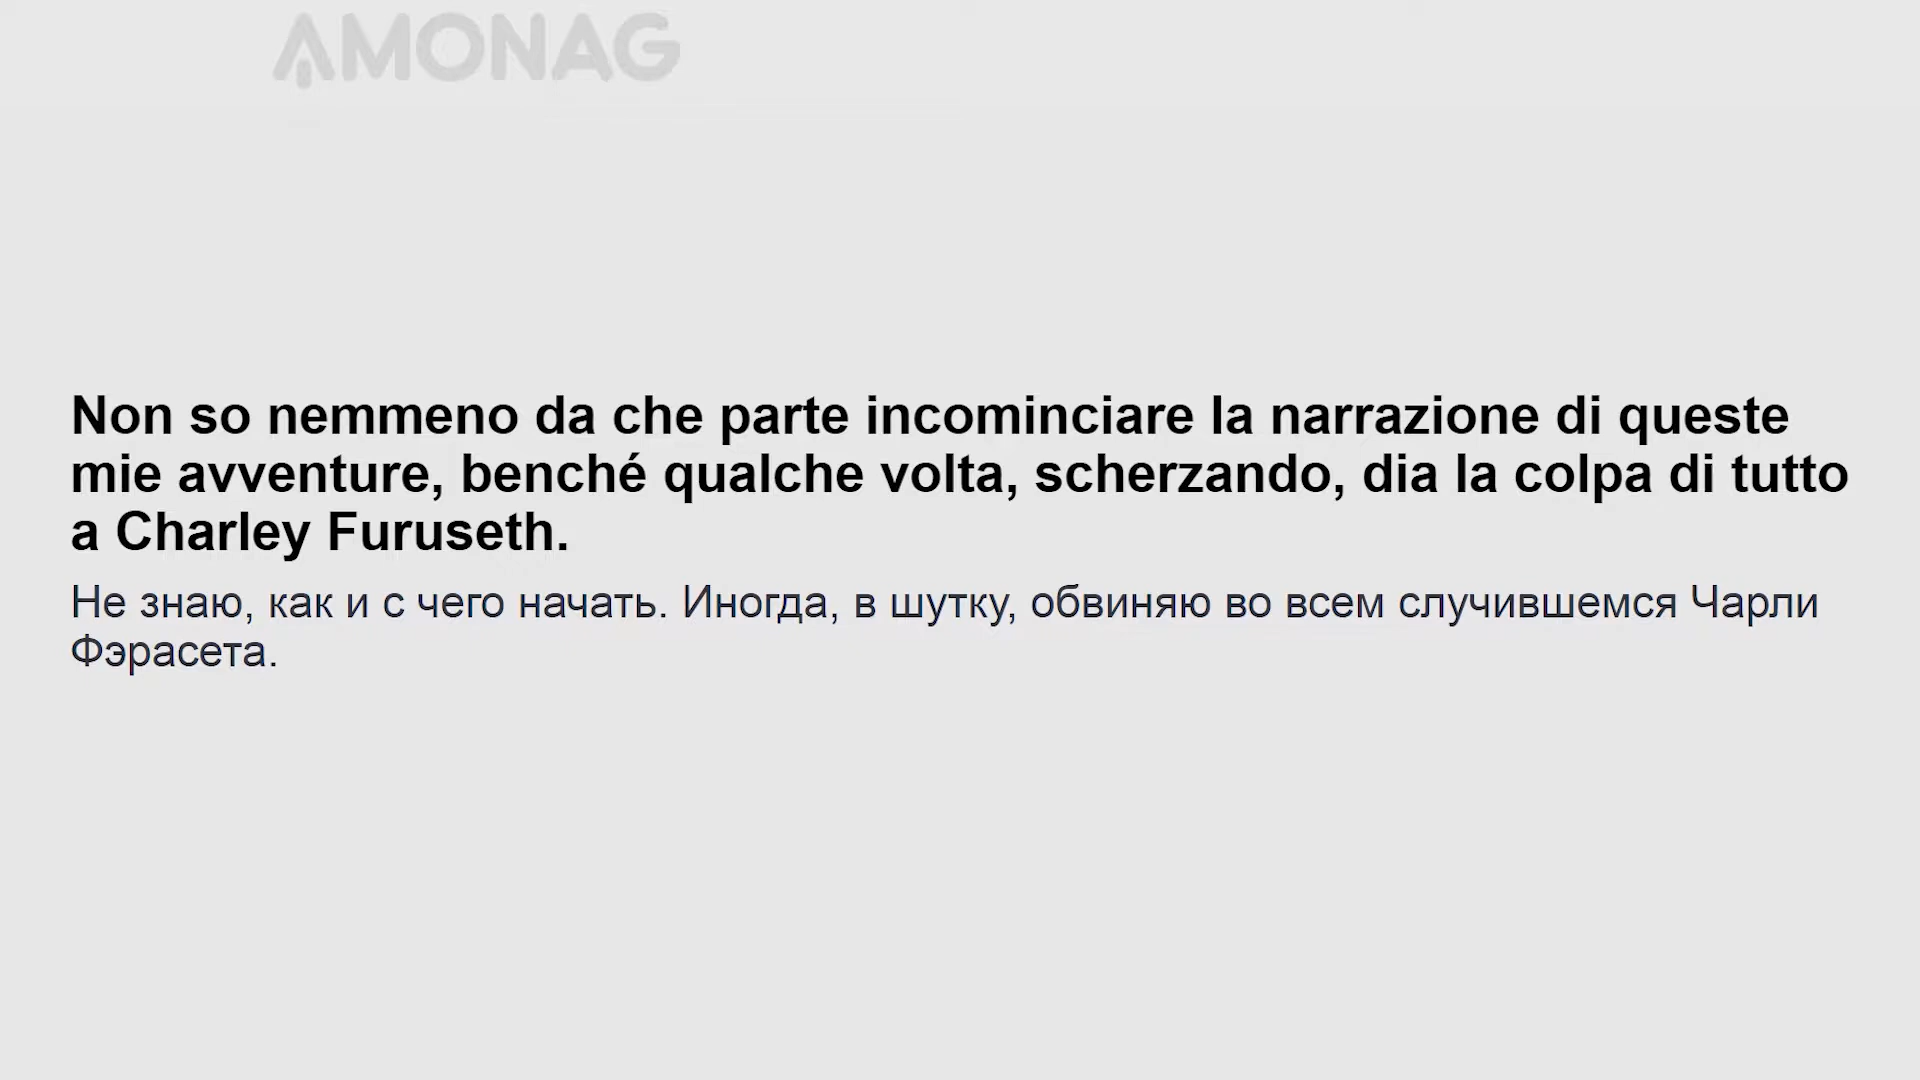 AMONAG
Non so nemmeno da che parte incominciare la narrazione di queste
mie avventure, benché qualche volta, scherzando, dia la colpa di tutto
a Charley Furuseth.
Не знаю, как и с чего начать. Иногда, в шутку, обвиняю во всем случившемся Чарли
Фэрасета.